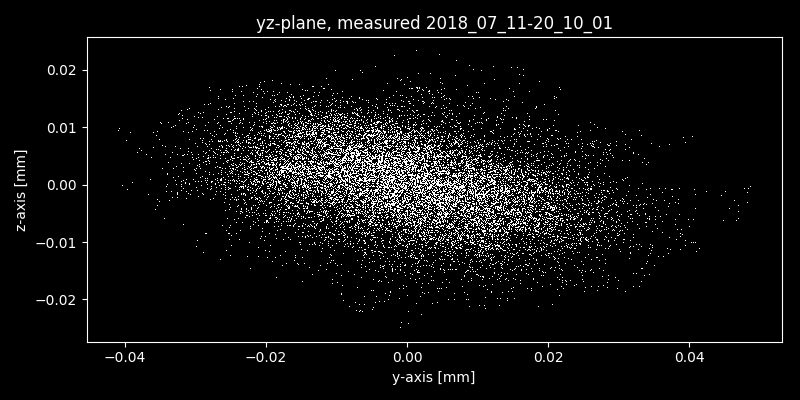 yz-plane, measured 2018_07_11-20_10_01
0.02
0.01
0.00
−0.01
−0.02
z-axis [mm]
−0.04 −0.02 0.00 0.02 0.04
y-axis [mm]